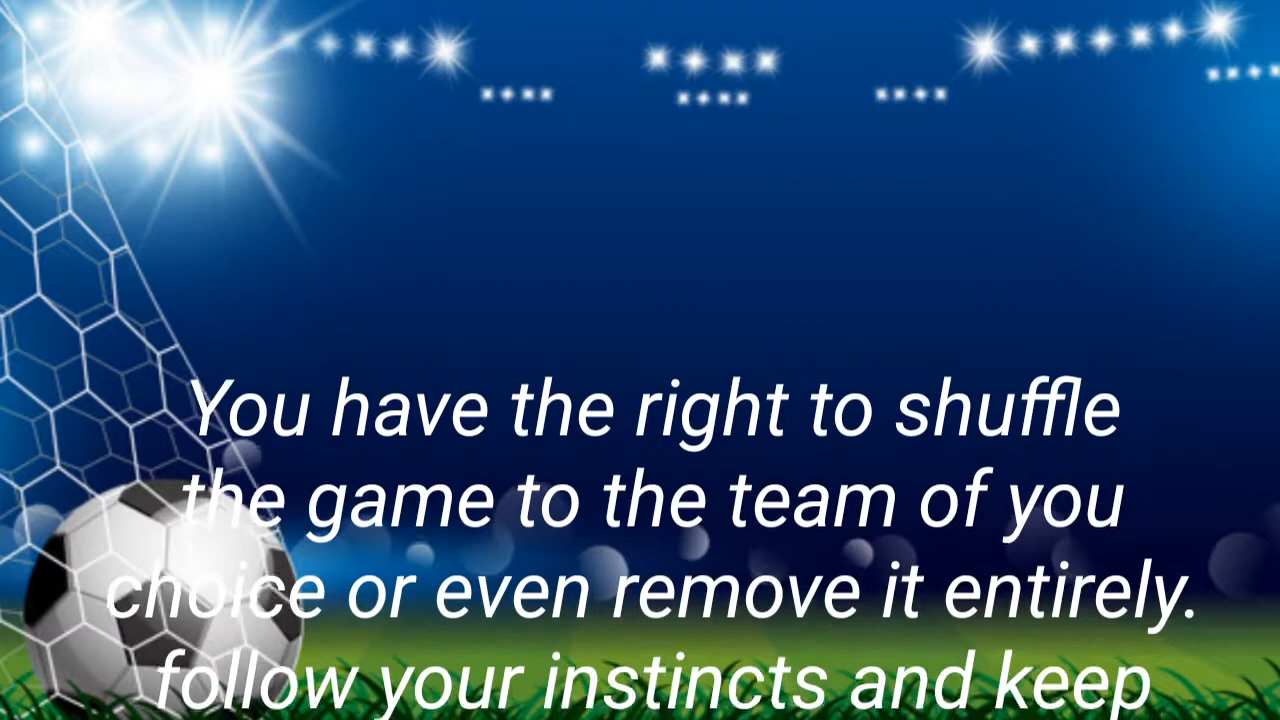 You have the right to shuffle
the game to the team of you
choice or even remove it entirely.
follow your instincts and keep